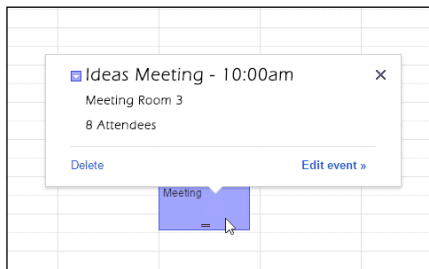 Ideas Meeting - 10:00am
Meeting Room 3
8 Attendees
Delete Edit event »
Meeting